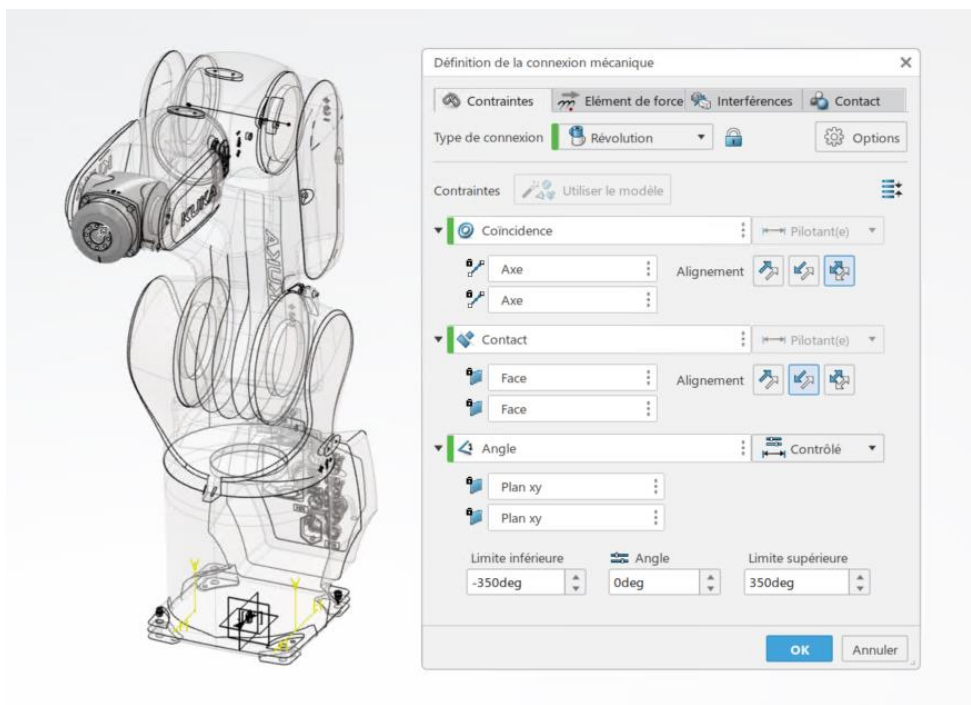 Définition de la connexion mécanique
Contraintes Elément de force Interférences Contact
Type de connexion Révolution Options
Contraintes Utiliser le modèle
Coïncidence Pilotant(e)
Axe Alignement
Axe
Contact Pilotant(e)
Face Alignement
Face
Angle Contrôlé
Plan xy
Plan xy
Limite inférieure Angle Limite supérieure
-350deg 0deg 350deg
OK Annuler
KUKA
KUKA